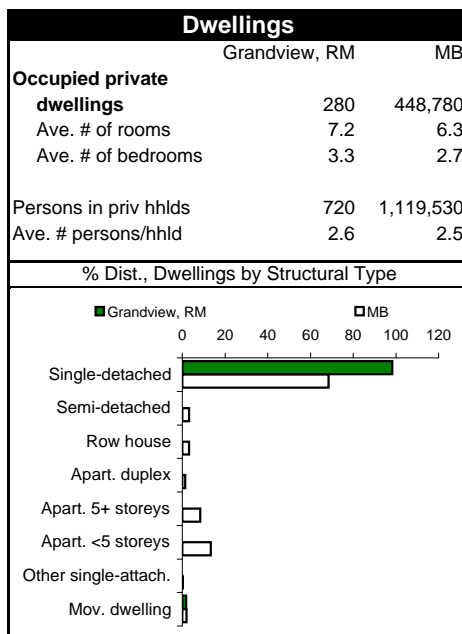 Dwellings
Grandview, RM MB
Occupied private
dwellings 280 448,780
Ave. # of rooms 7.2 6.3
Ave. # of bedrooms 3.3 2.7
Persons in priv hhlds 720 1,119,530
Ave. # persons/hhld 2.6 2.5
% Dist., Dwellings by Structural Type
Grandview, RM MB
0 20 40 60 80 100 120
Single-detached
Semi-detached
Row house
Apart. duplex
Apart. 5+ storeys
Apart. <5 storeys
Other single-attach.
Mov. dwelling